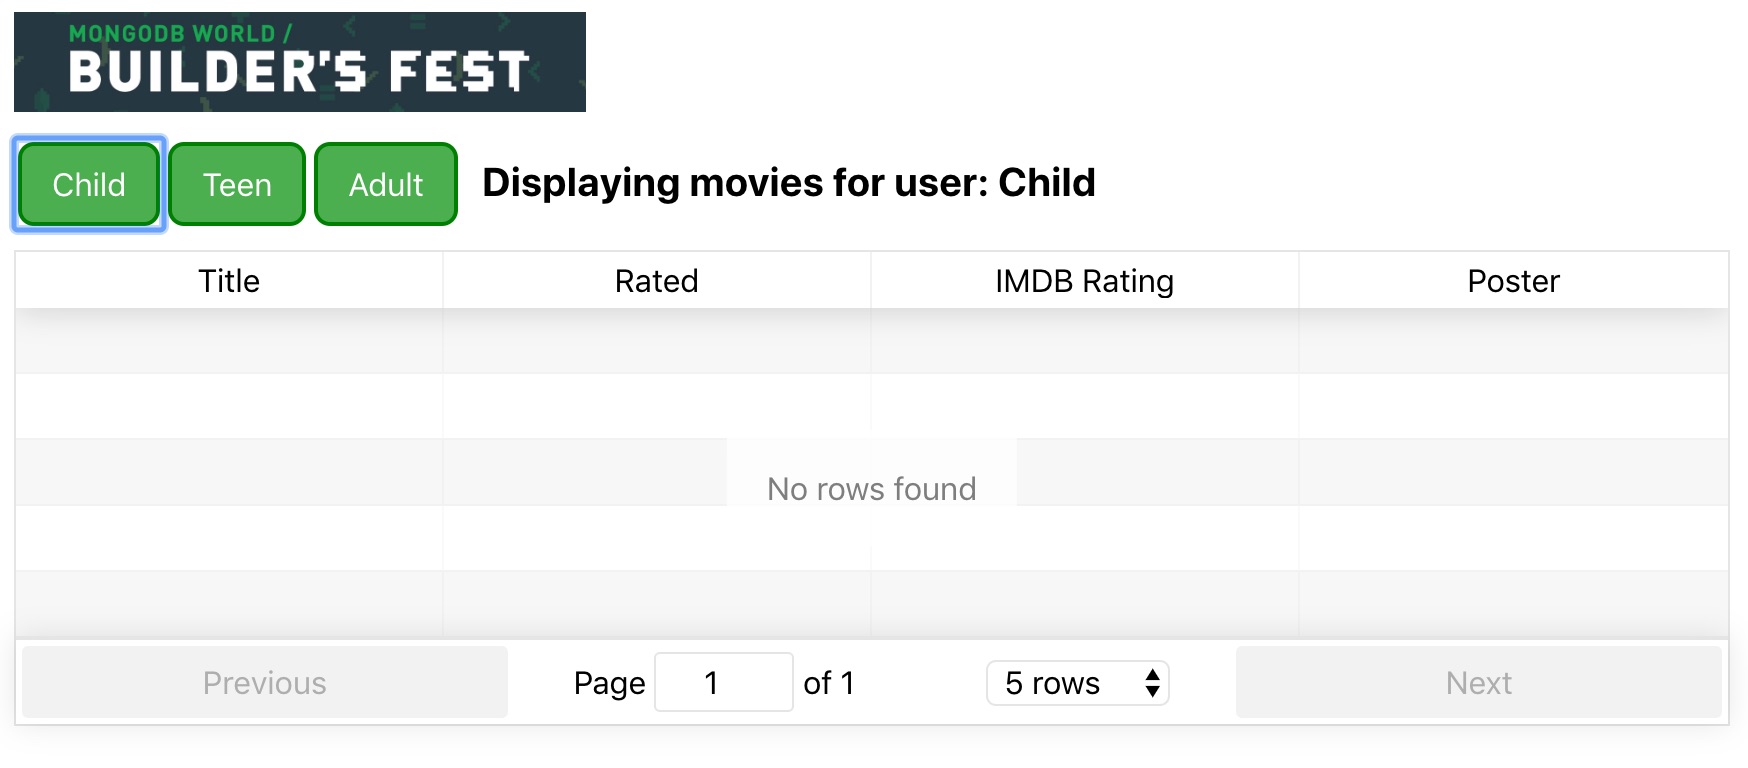 MONGODB WORLD /
BUILDER'S FEST
Child Teen Adult Displaying movies for user: Child
Title Rated IMDB Rating Poster
No rows found
Previous Page 1 of 1 5 rows Next